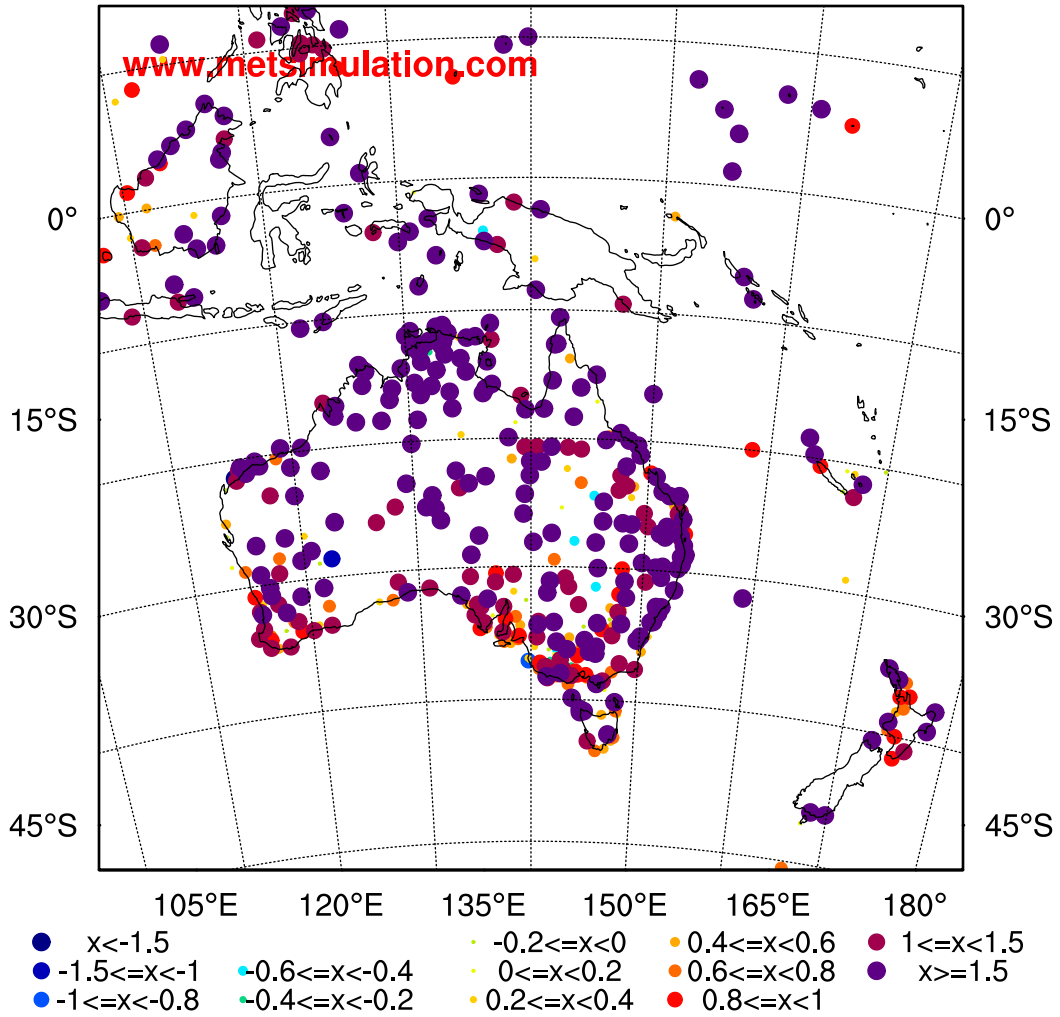 www.metsimulation.com
0° 0°
15°S 15°S
30°S 30°S
45°S 45°S
105°E 120°E 135°E 150°E 165°E 180°
x<-1.5 -0.2<=x<0 0.4<=x<0.6 1<=x<1.5
-1.5<=x<-1 -0.6<=x<-0.4 0<=x<0.2 0.6<=x<0.8 x>=1.5
-1<=x<-0.8 -0.4<=x<-0.2 0.2<=x<0.4 0.8<=x<1